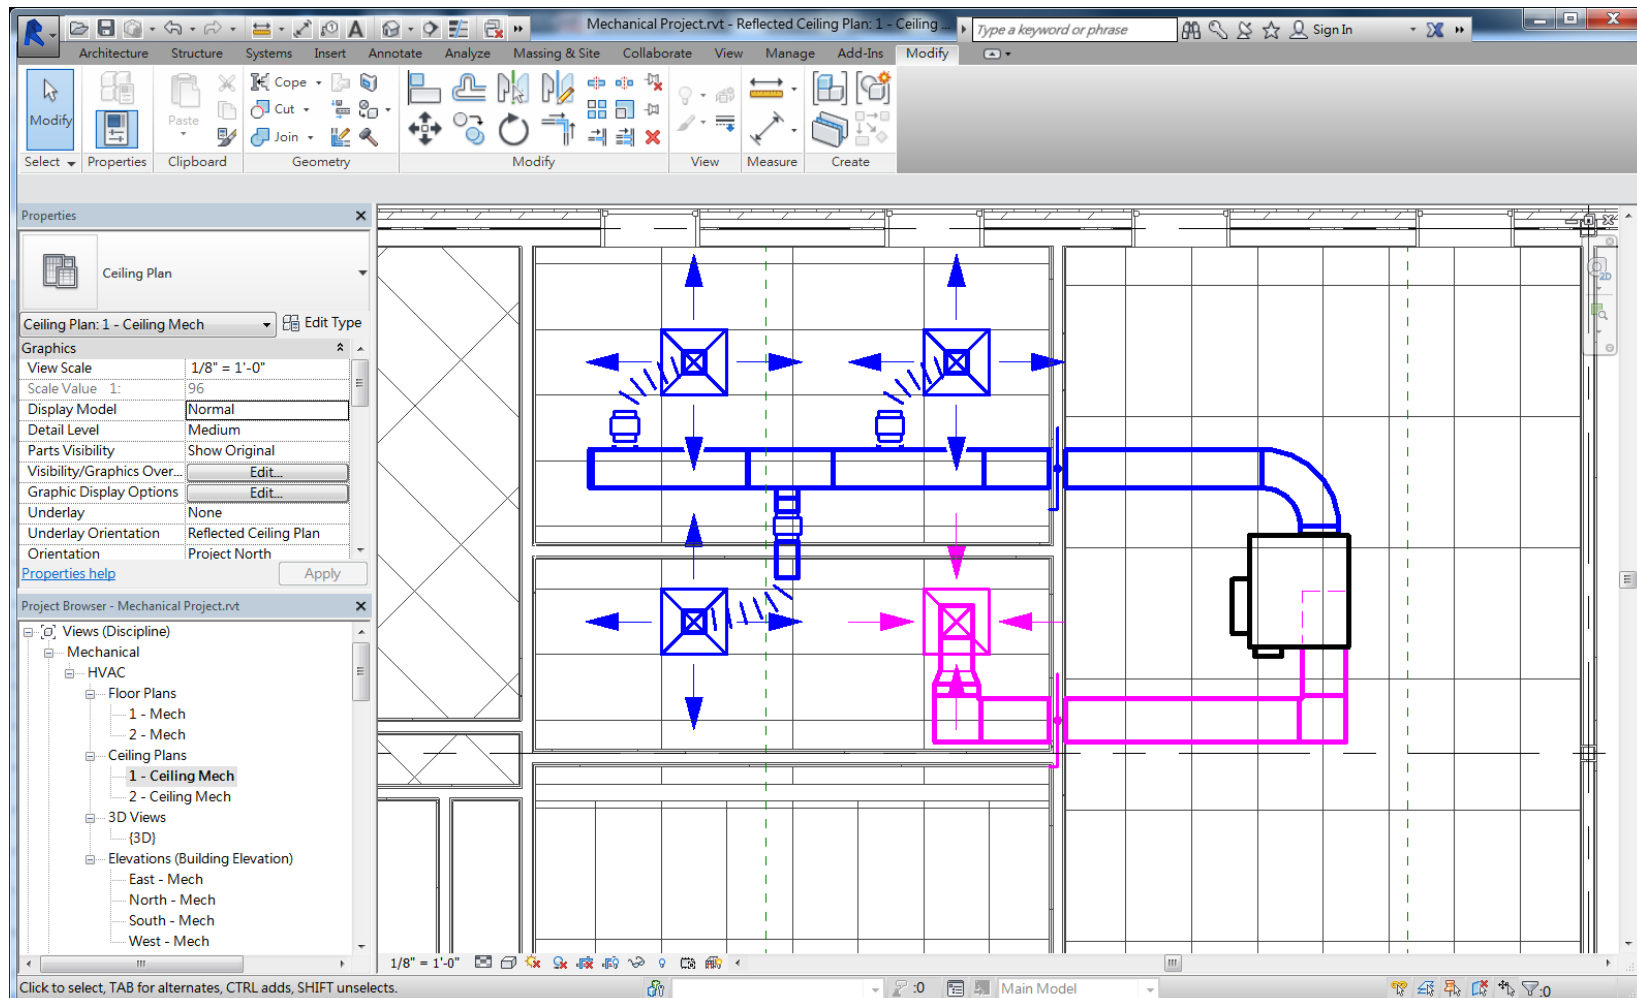 Mechanical Project.rvt - Reflected Ceiling Plan: 1 - Ceiling ...
Type a keyword or phrase
Sign In
Architecture Structure Systems Insert Annotate Analyze Massing & Site Collaborate View Manage Add-Ins Modify
Modify
Paste
Cope
Cut
Join
Select Properties Clipboard Geometry Modify View Measure Create
Properties
Ceiling Plan
Ceiling Plan: 1 - Ceiling Mech Edit Type
Graphics
View Scale 1/8" = 1'-0"
Scale Value 1: 96
Display Model Normal
Detail Level Medium
Parts Visibility Show Original
Visibility/Graphics Over... Edit...
Graphic Display Options Edit...
Underlay None
Underlay Orientation Reflected Ceiling Plan
Orientation Project North
Properties help Apply
Project Browser - Mechanical Project.rvt
Views (Discipline)
Mechanical
HVAC
Floor Plans
1 - Mech
2 - Mech
Ceiling Plans
1 - Ceiling Mech
2 - Ceiling Mech
3D Views
{3D}
Elevations (Building Elevation)
East - Mech
North - Mech
South - Mech
West - Mech
2D
1/8" = 1'-0"
Click to select, TAB for alternates, CTRL adds, SHIFT unselects.
:0
Main Model
:0